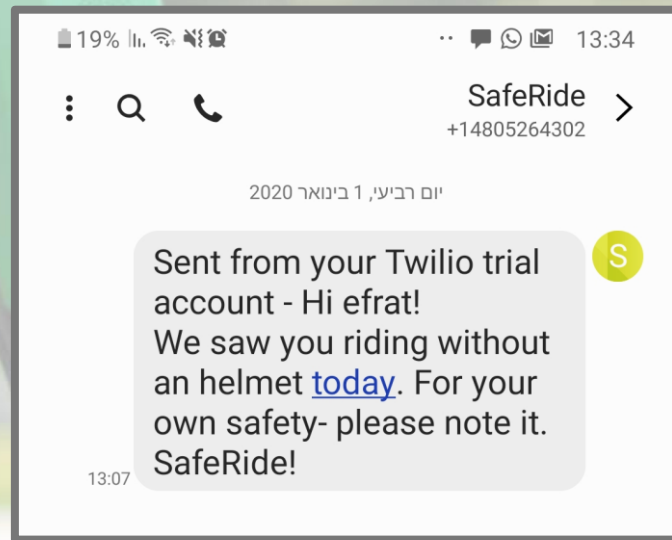 19% 13:34
SafeRide
+14805264302
יום רביעי, 1 בינואר 2020
S
Sent from your Twilio trial
account - Hi efrat!
We saw you riding without
an helmet today. For your
own safety- please note it.
SafeRide!
13:07